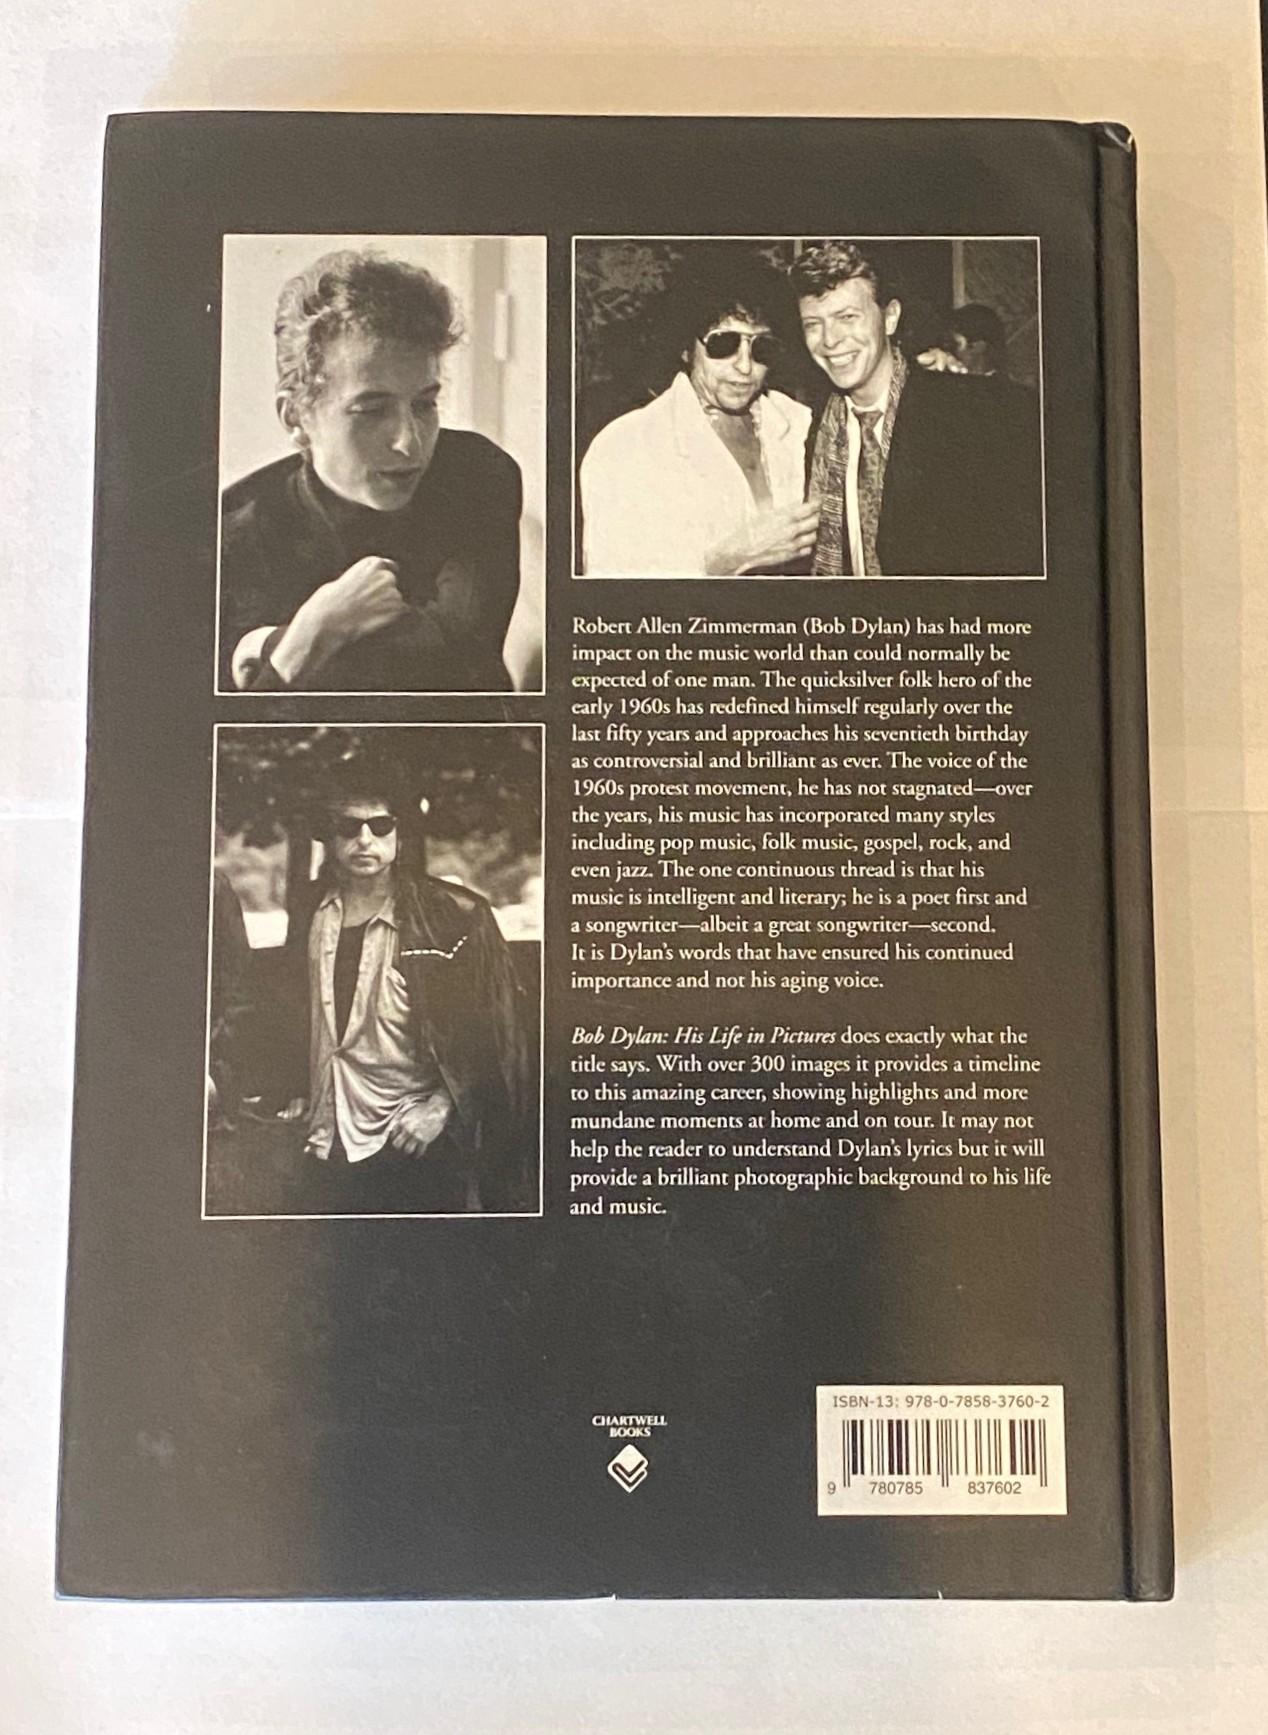 Robert Allen Zimmerman (Bob Dylan) has had more
impact on the music world than could normally be
expected of one man. The quicksilver folk hero of the
early 1960s has redefined himself regularly over the
last fifty years and approaches his seventieth birthday
as controversial and brilliant as ever. The voice of the
1960s protest movement, he has not stagnated—over
the years, his music has incorporated many styles
including pop music, folk music, gospel, rock, and
even jazz. The one continuous thread is that his
music is intelligent and literary; he is a poet first and
a songwriter—albeit a great songwriter—second.
It is Dylan's words that have ensured his continued
importance and not his aging voice.
Bob Dylan: His Life in Pictures does exactly what the
title says. With over 300 images it provides a timeline
to this amazing career, showing highlights and more
mundane moments at home and on tour. It may not
help the reader to understand Dylan's lyrics but it will
provide a brilliant photographic background to his life
and music.
CHARTWELL
BOOKS
ISBN-13: 978-0-7858-3760-2
9 780785 837602